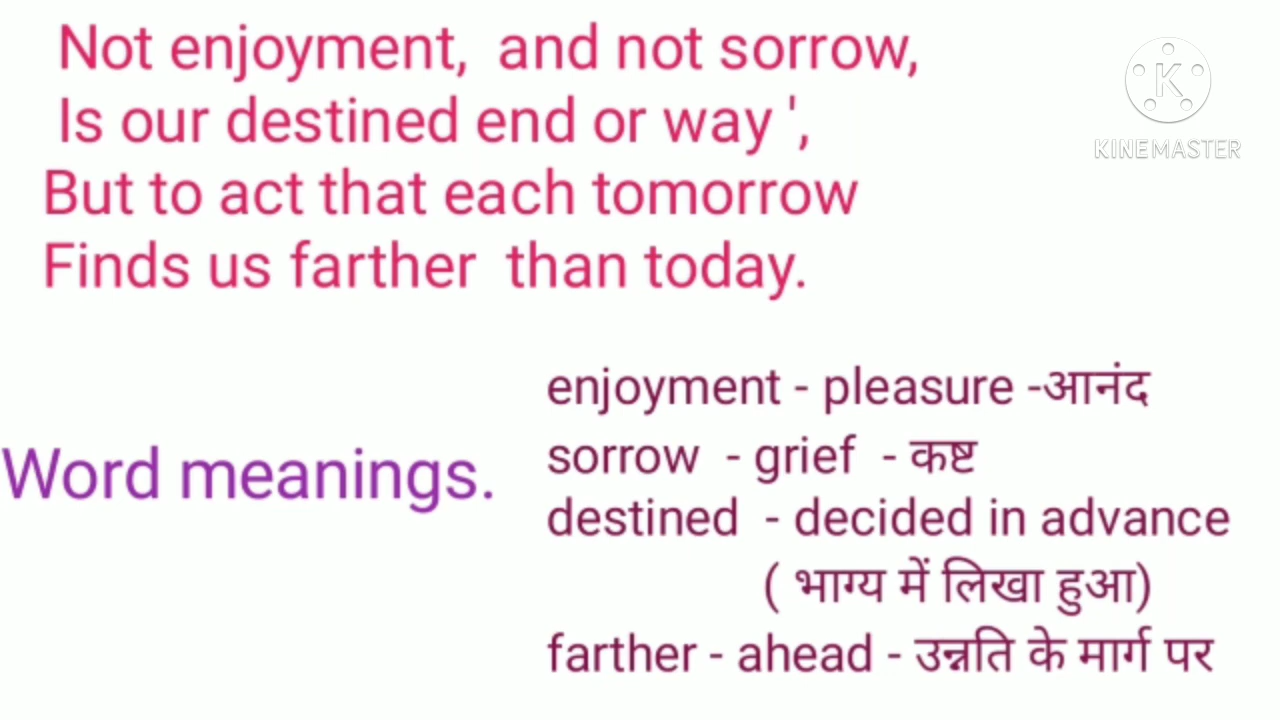 Not enjoyment, and not sorrow,
Is our destined end or way ',
But to act that each tomorrow
Finds us farther than today.
K
KINEMASTER
Word meanings.
enjoyment - pleasure -आनंद
sorrow - grief - कष्ट
destined - decided in advance
( भाग्य में लिखा हुआ)
farther - ahead - उन्नति के मार्ग पर